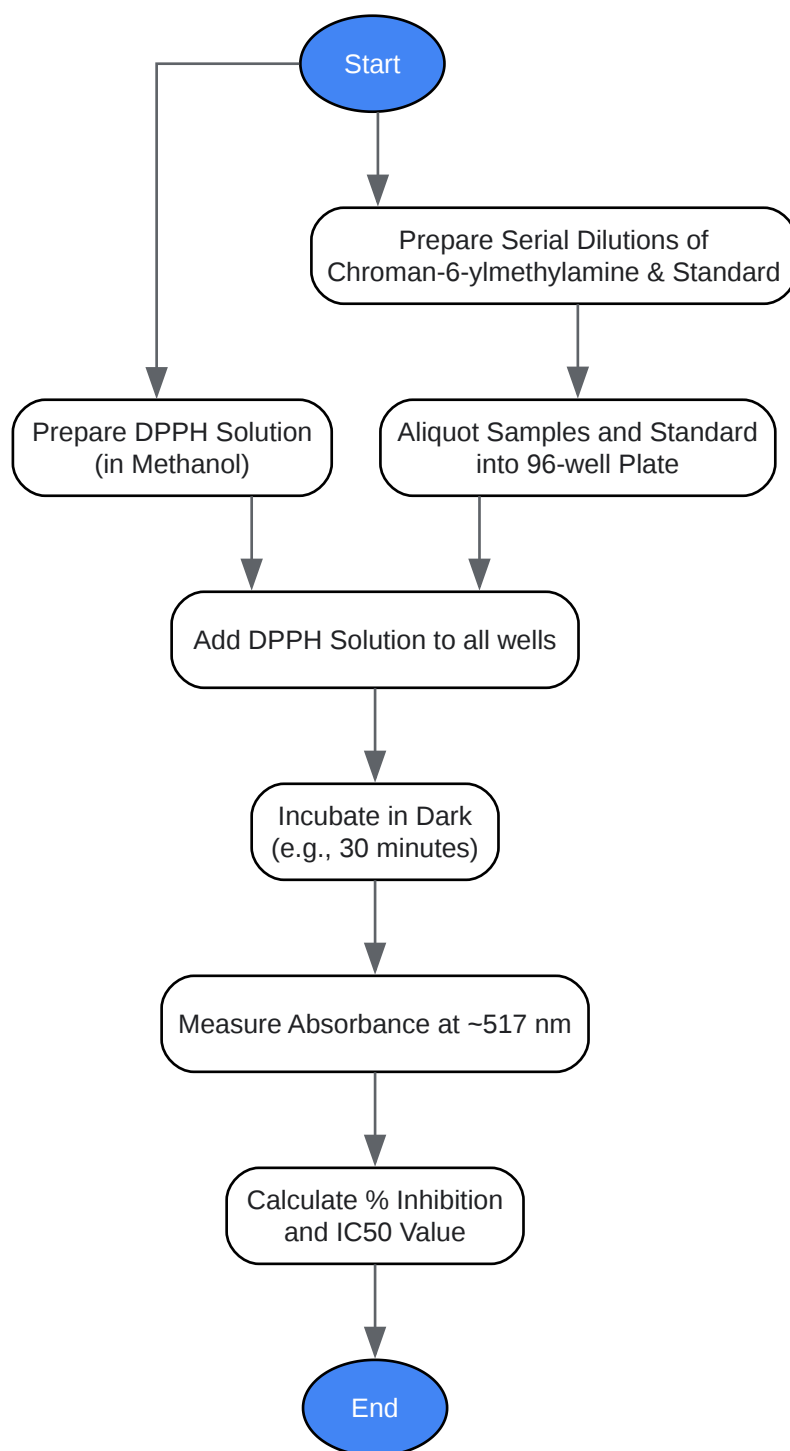 Start
Prepare Serial Dilutions of
Chroman-6-ylmethylamine & Standard
Prepare DPPH Solution
(in Methanol)
Aliquot Samples and Standard
into 96-well Plate
Add DPPH Solution to all wells
Incubate in Dark
(e.g., 30 minutes)
Measure Absorbance at ~517 nm
Calculate % Inhibition
and IC50 Value
End